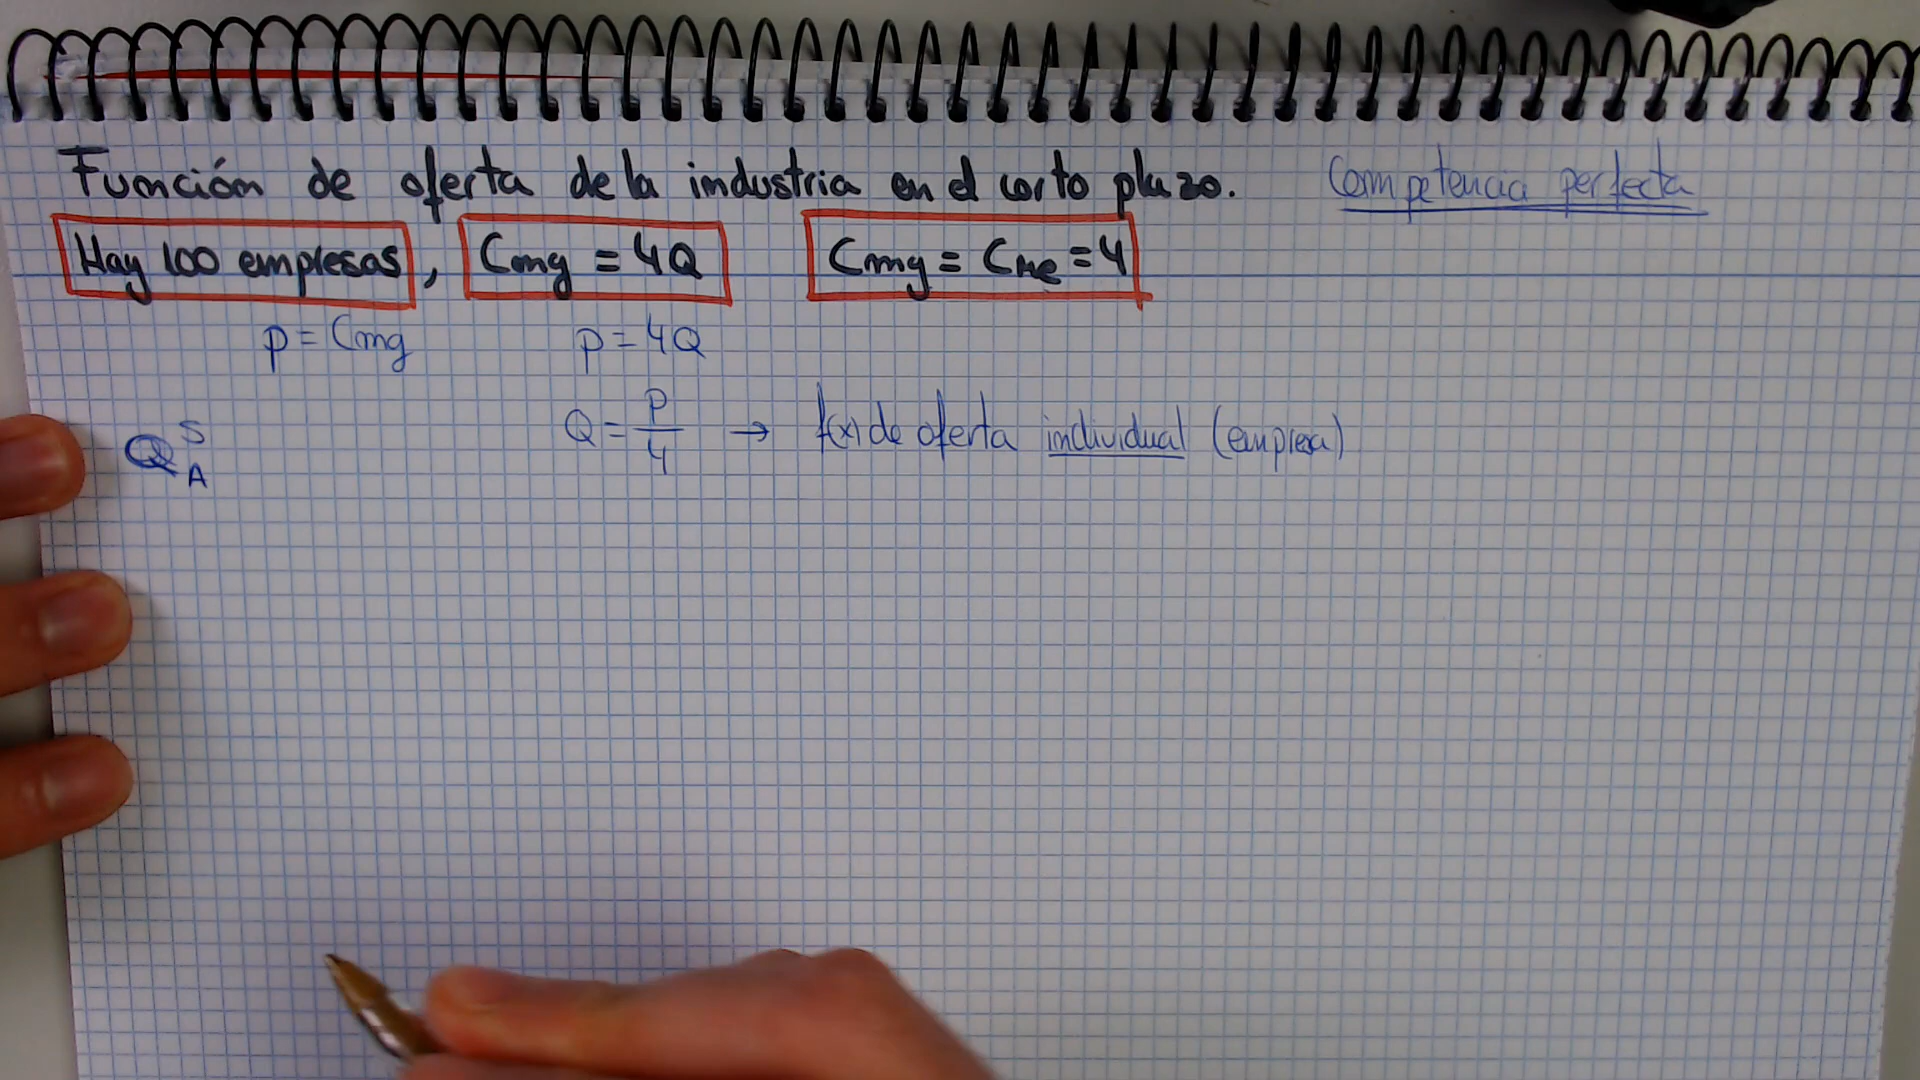 Función de oferta de la industria en el corto plazo. Competencia perfecta
Hay 100 empresas, Cmg = 4Q Cmg = CMe = 4
p = Cmg p = 4Q
Q = P/4 → f(x) de oferta individual (empresa)
Q S A